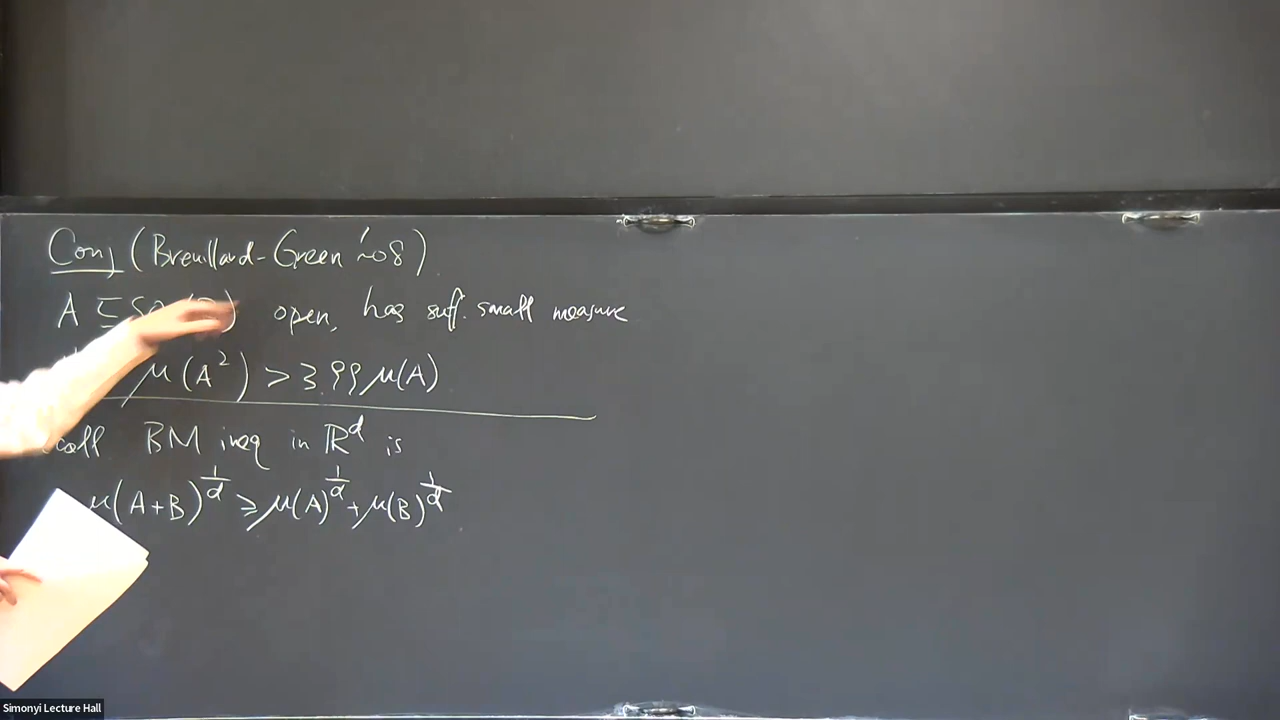 Conj (Breuillard-Green '~08)
A ⊆ open, has suff. small measure
μ(A²) > 3.99 μ(A)
BM ineq in ℝ^d is
μ(A+B)^{1/d} ≥ μ(A)^{1/d} + μ(B)^{1/d}
Simonyi Lecture Hall